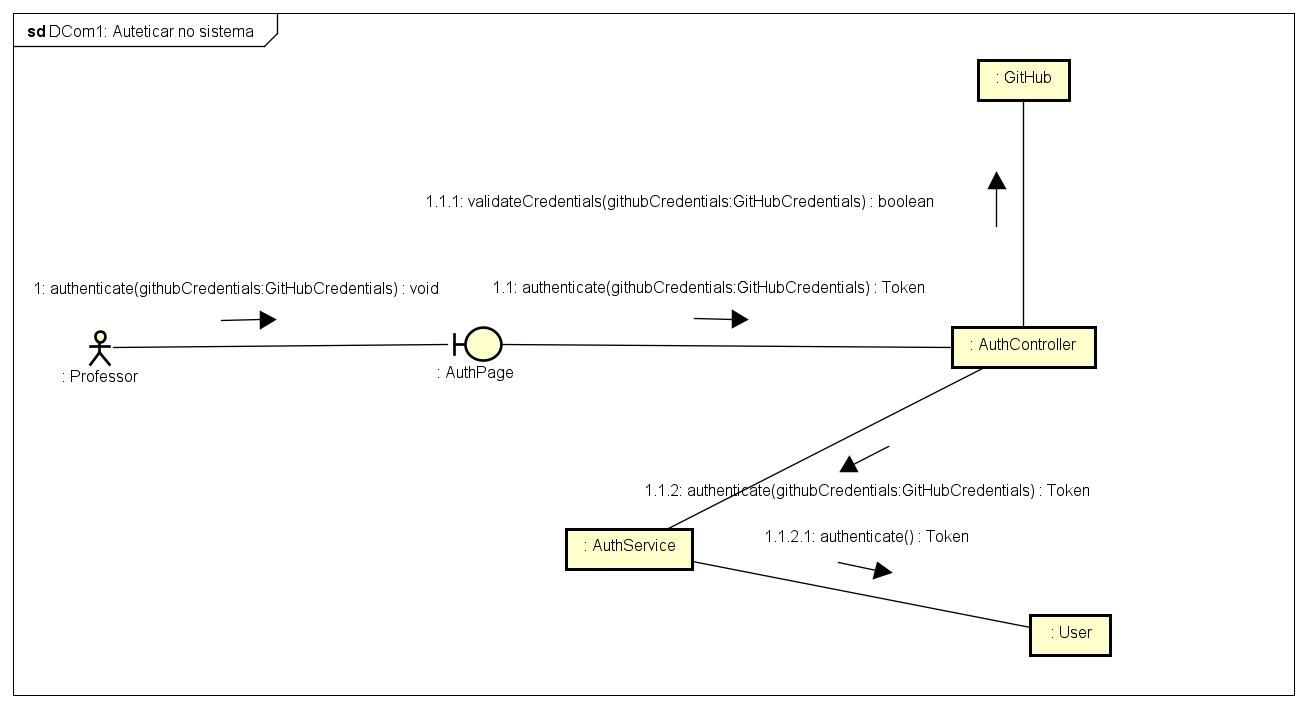 sd DCom1: Auteticar no sistema
: GitHub
1.1.1: validateCredentials(githubCredentials:GitHubCredentials) : boolean
1: authenticate(githubCredentials:GitHubCredentials) : void
1.1: authenticate(githubCredentials:GitHubCredentials) : Token
: Professor
: AuthPage
: AuthController
1.1.2: authenticate(githubCredentials:GitHubCredentials) : Token
: AuthService
1.1.2.1: authenticate() : Token
: User